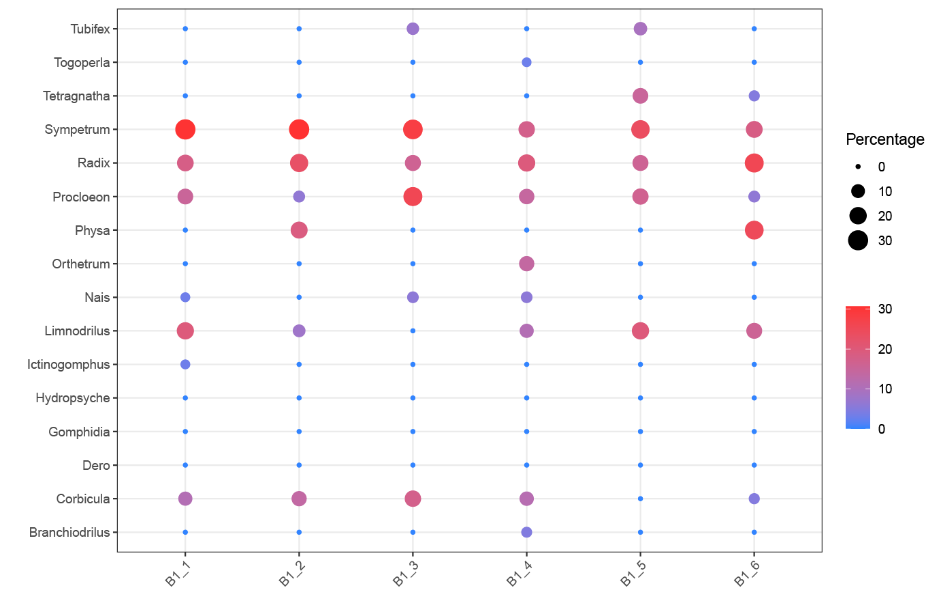 Tubifex
Togoperla
Tetragnatha
Sympetrum
Radix
Procloeon
Physa
Orthetrum
Nais
Limnodrilus
Ictinogomphus
Hydropsyche
Gomphidia
Dero
Corbicula
Branchiodrilus
B1_1
B1_2
B1_3
B1_4
B1_5
B1_6
Percentage
0
10
20
30
30
20
10
0